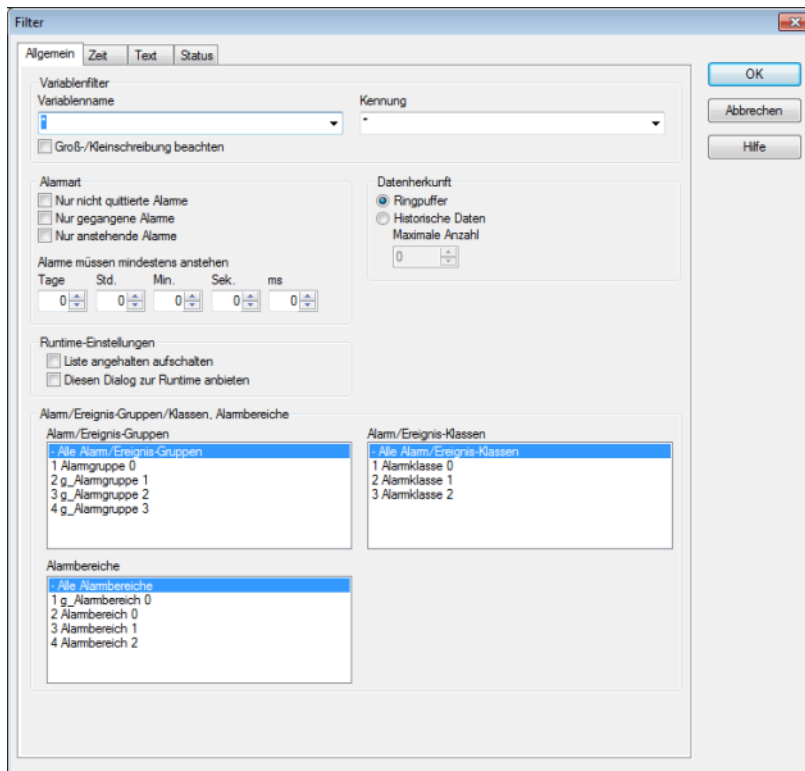 Filter
Allgemein Zeit Text Status
OK
Abbrechen
Hilfe
Variablenfilter
Variablenname Kennung
* *
Groß-/Kleinschreibung beachten
Alarmart Datenherkunft
Nur nicht quittierte Alarme Ringpuffer
Nur gegangene Alarme Historische Daten
Nur anstehende Alarme Maximale Anzahl
0
Alarme müssen mindestens anstehen
Tage Std. Min. Sek. ms
0 0 0 0 0
Runtime-Einstellungen
Liste angehalten aufschalten
Diesen Dialog zur Runtime anbieten
Alarm/Ereignis-Gruppen/Klassen, Alarmbereiche
Alarm/Ereignis-Gruppen Alarm/Ereignis-Klassen
- Alle Alarm/Ereignis-Gruppen - Alle Alarm/Ereignis-Klassen
1 Alarmgruppe 0 1 Alarmklasse 0
2 g_Alarmgruppe 1 2 Alarmklasse 1
3 g_Alarmgruppe 2 3 Alarmklasse 2
4 g_Alarmgruppe 3
Alarmbereiche
- Alle Alarmbereiche
1 g_Alarmbereich 0
2 Alarmbereich 0
3 Alarmbereich 1
4 Alarmbereich 2